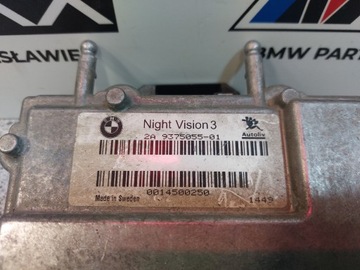 SŁAWIE
BMW PART
Night Vision 3
2A 9375055-01
Autoliv
0014500250
Made in Sweden
1449